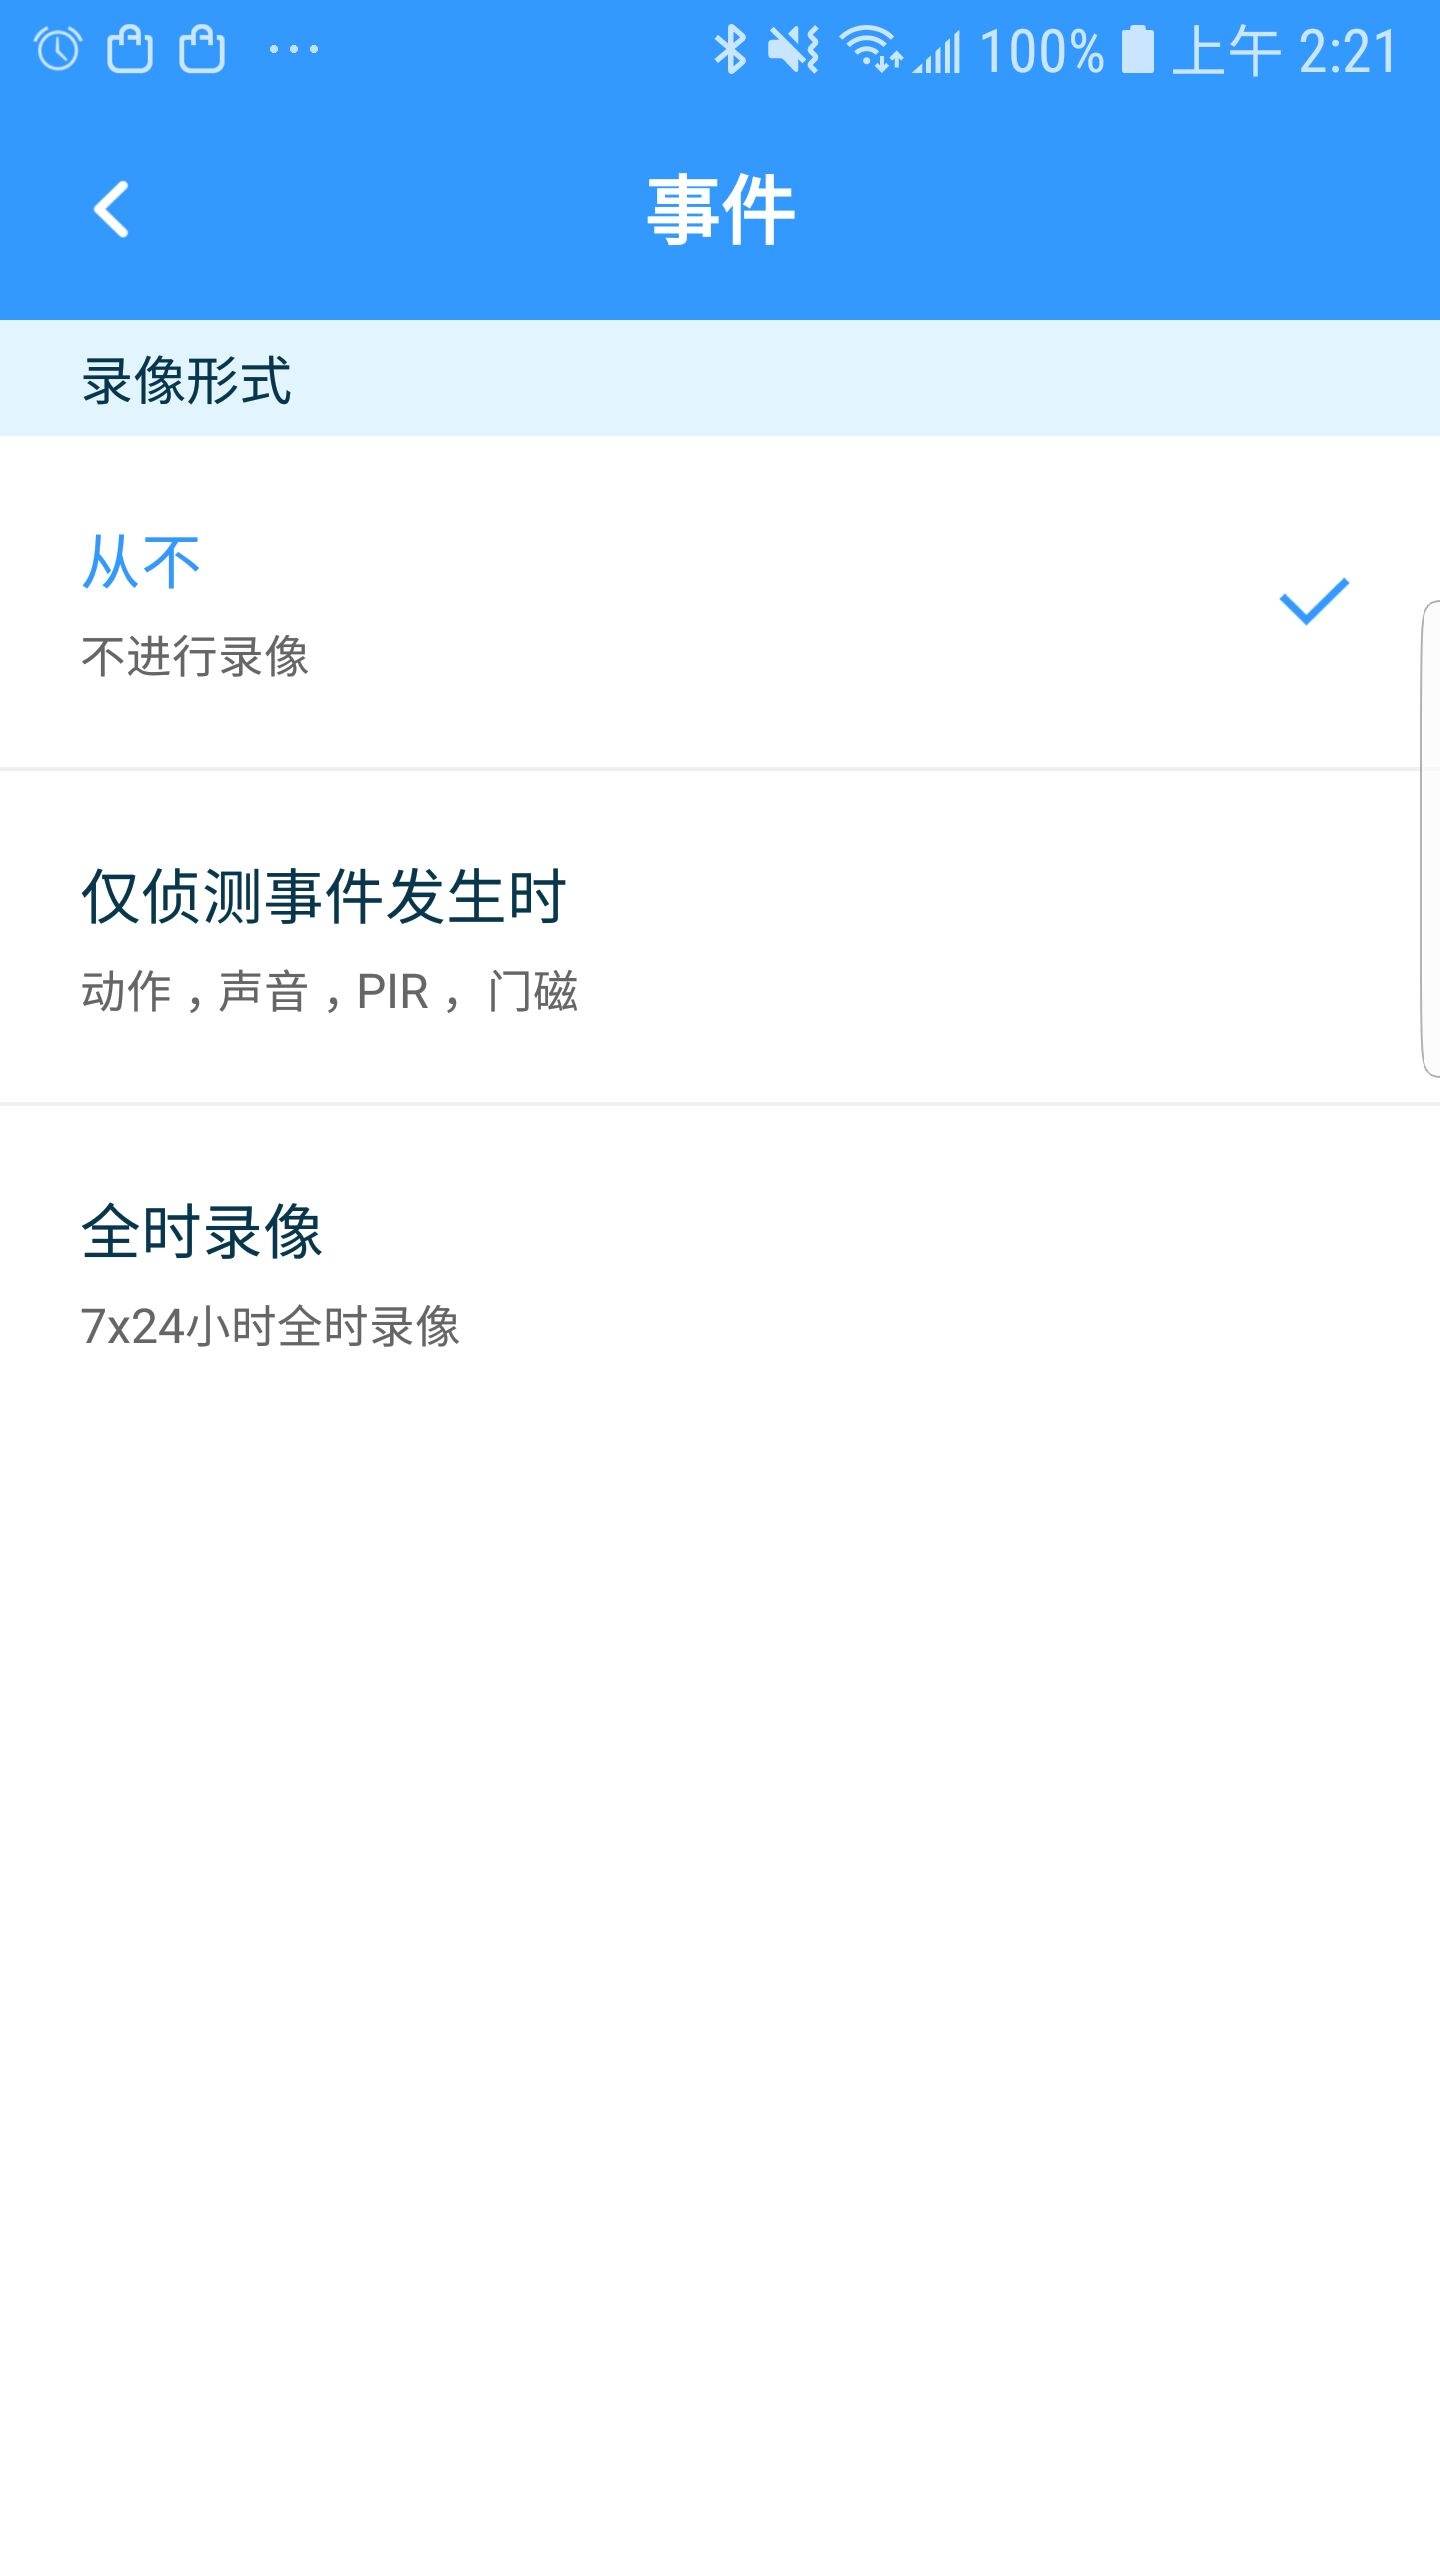 100% 上午 2:21
事件
录像形式
从不
不进行录像
仅侦测事件发生时
动作，声音，PIR， 门磁
全时录像
7x24小时全时录像